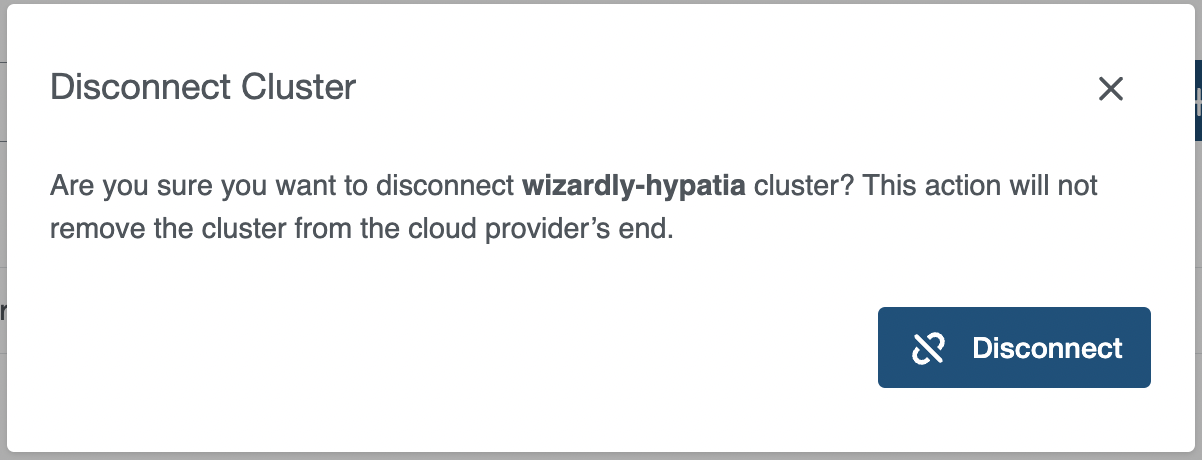 Disconnect Cluster
Are you sure you want to disconnect wizardly-hypatia cluster? This action will not
remove the cluster from the cloud provider’s end.
Disconnect